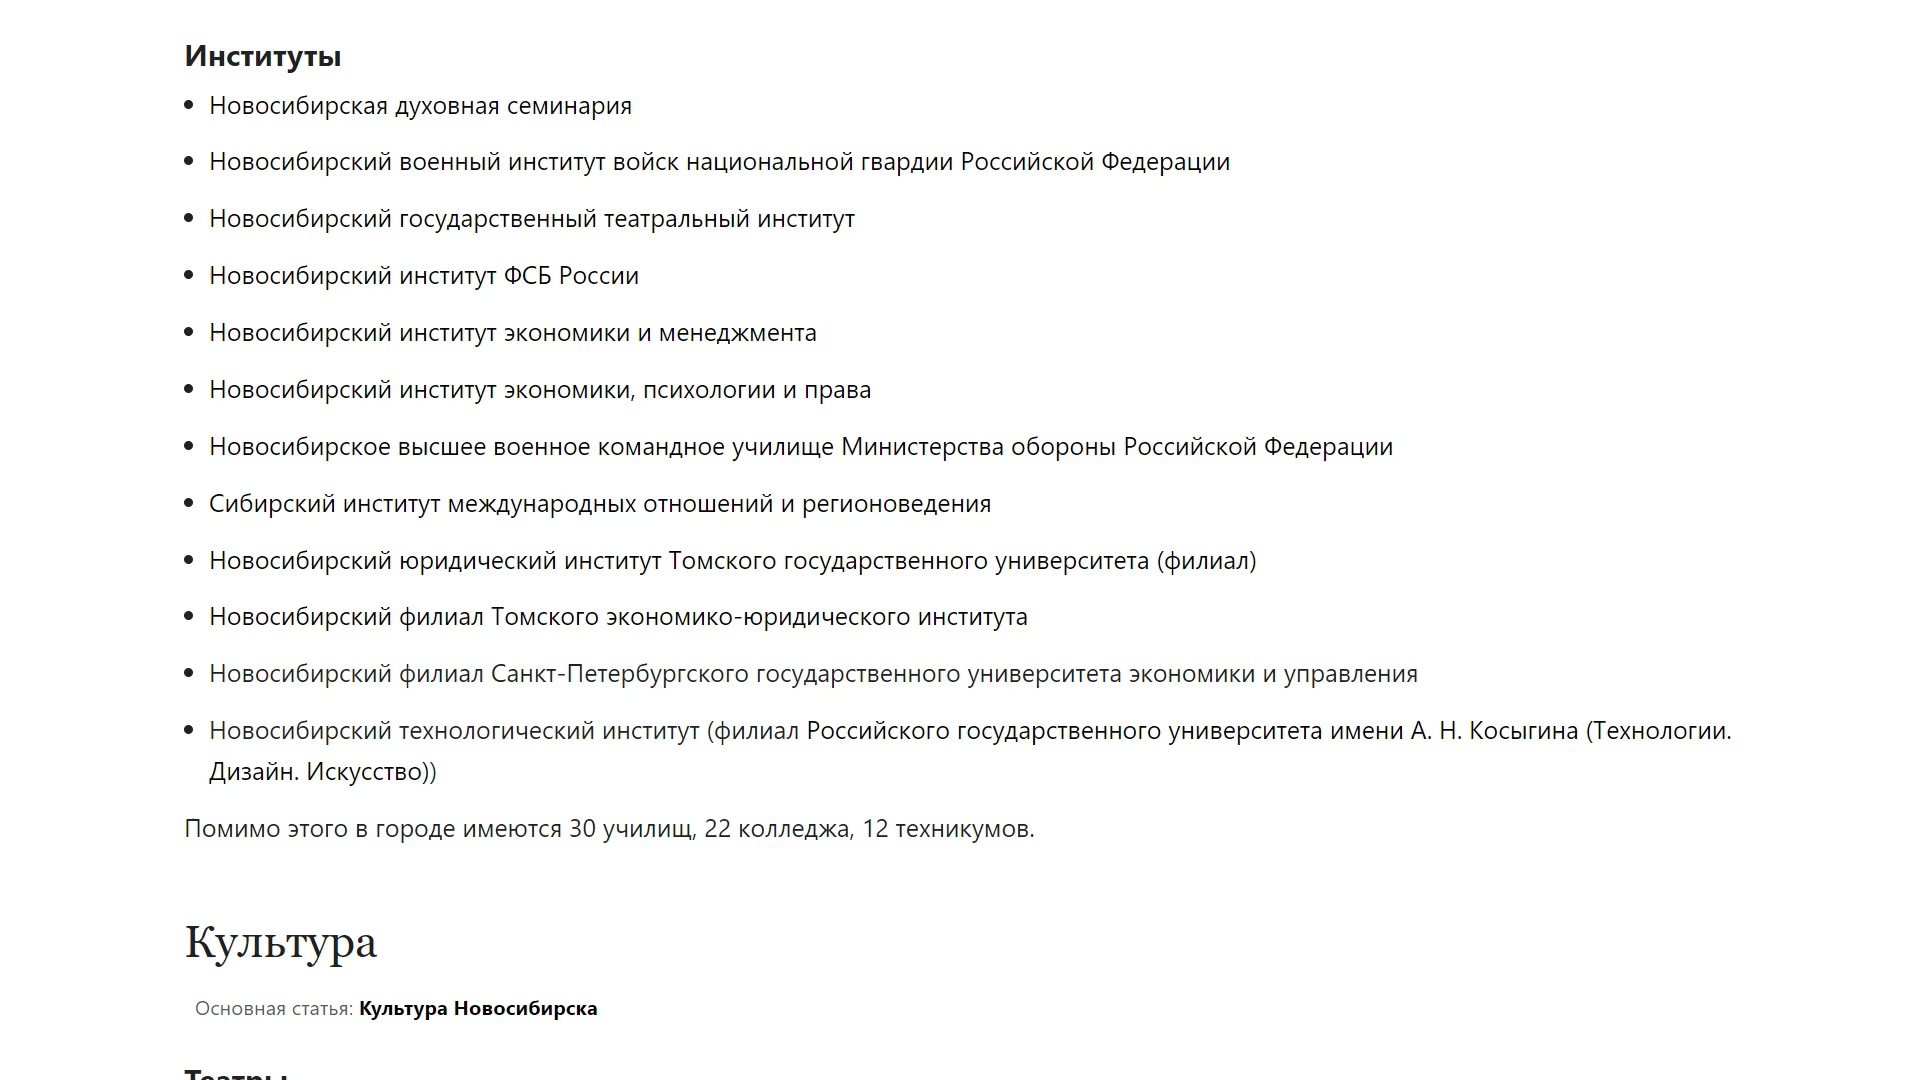 Институты
Новосибирская духовная семинария
Новосибирский военный институт войск национальной гвардии Российской Федерации
Новосибирский государственный театральный институт
Новосибирский институт ФСБ России
Новосибирский институт экономики и менеджмента
Новосибирский институт экономики, психологии и права
Новосибирское высшее военное командное училище Министерства обороны Российской Федерации
Сибирский институт международных отношений и регионоведения
Новосибирский юридический институт Томского государственного университета (филиал)
Новосибирский филиал Томского экономико-юридического института
Новосибирский филиал Санкт-Петербургского государственного университета экономики и управления
Новосибирский технологический институт (филиал Российского государственного университета имени А. Н. Косыгина (Технологии.
Дизайн. Искусство))
Помимо этого в городе имеются 30 училищ, 22 колледжа, 12 техникумов.
Культура
Основная статья: Культура Новосибирска
Театры